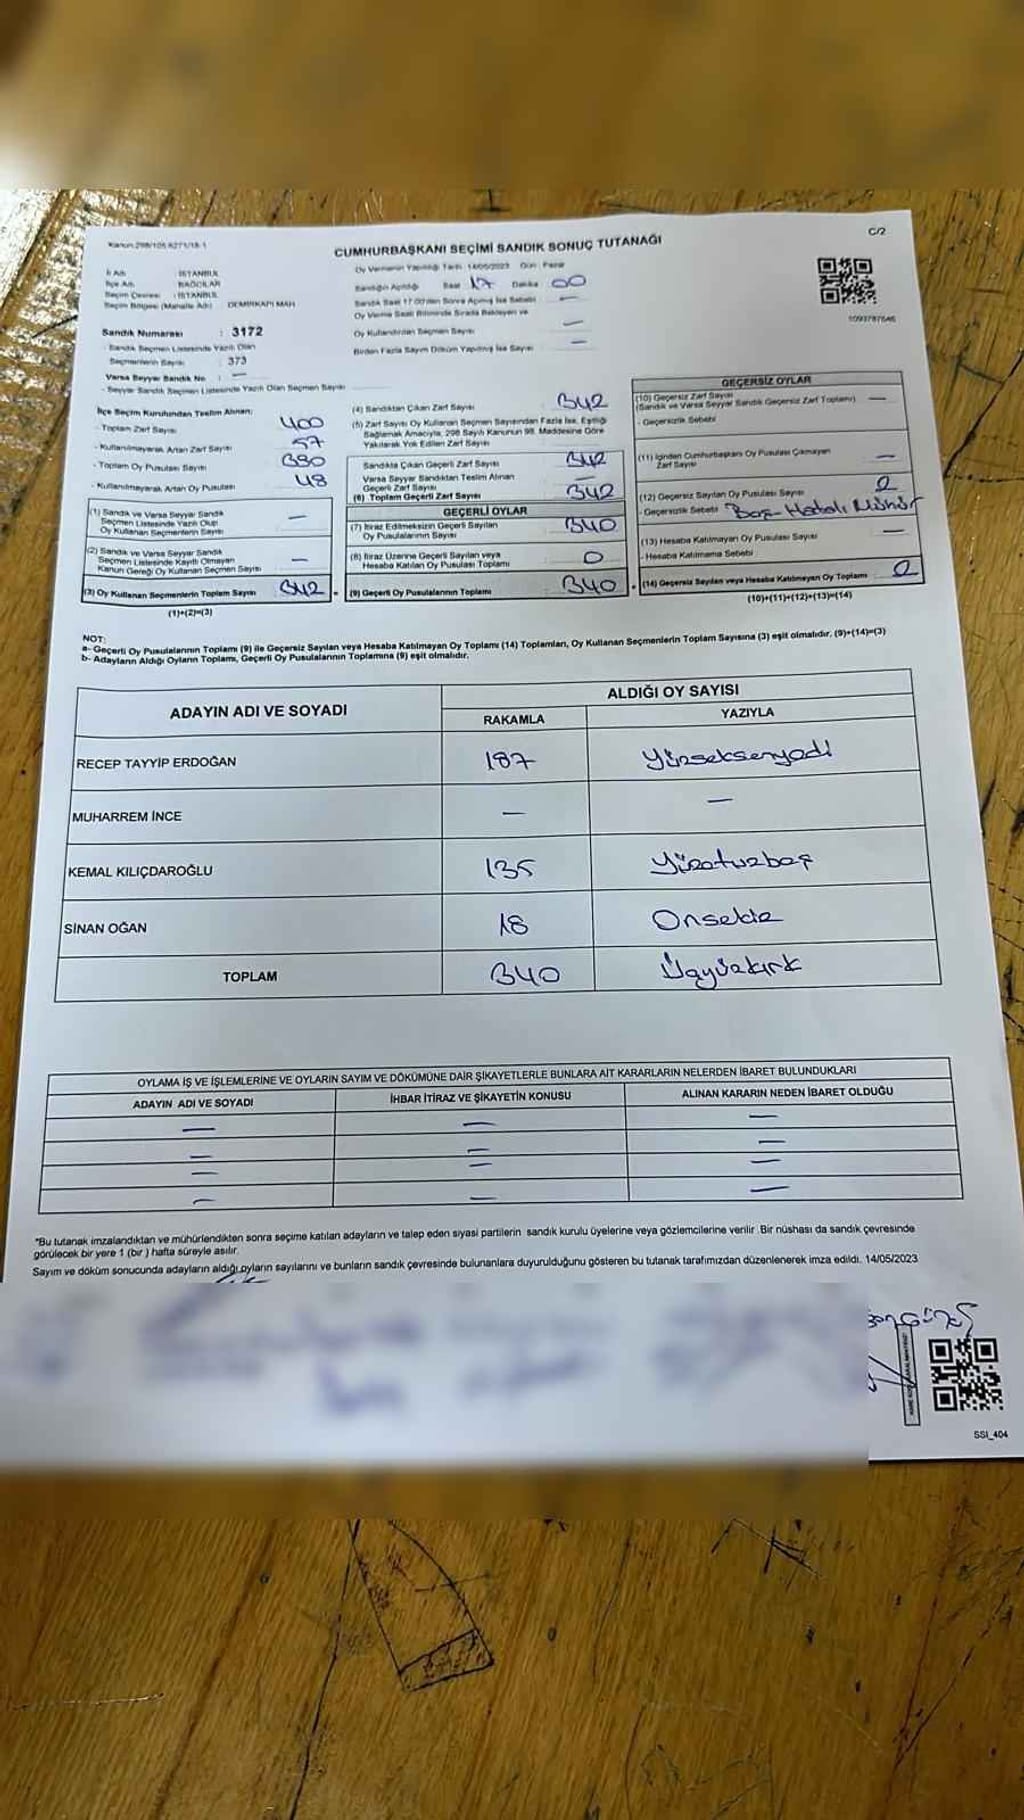 Kanun:298/105 6271/18-1
C/2
CUMHURBAŞKANI SEÇİMİ SANDIK SONUÇ TUTANAĞI
İl Adı : İSTANBUL
İlçe Adı : BAĞCILAR
Seçim Çevresi : İSTANBUL
Seçim Bölgesi (Mahalle Adı) : DEMİRKAPI MAH
Sandık Numarası : 3172
- Sandık Seçmen Listesinde Yazılı Olan
Seçmenlerin Sayısı : 373
Varsa Seyyar Sandık No : —
- Seyyar Sandık Seçmen Listesinde Yazılı Olan Seçmen Sayısı
Oy Vermenin Yapıldığı Tarih : 14/05/2023 Gün : Pazar
Sandığın Açıldığı Saat 17 Dakika 00
Sandık Saat 17:00'den Sonra Açılmış İse Sebebi —
Oy Verme Saati Bitiminde Sırada Bekleyen ve
Oy Kullandırılan Seçmen Sayısı —
Birden Fazla Sayım Döküm Yapılmış İse Sayısı —
1093787646
İlçe Seçim Kurulundan Teslim Alınan;
- Toplam Zarf Sayısı 400
- Kullanılmayarak Artan Zarf Sayısı 57
- Toplam Oy Pusulası Sayısı
- Kullanılmayarak Artan Oy Pusulası 48
(1) Sandık ve Varsa Seyyar Sandık
Seçmen Listesinde Yazılı Olup
Oy Kullanan Seçmen Sayısı —
(2) Sandık ve Varsa Seyyar Sandık
Seçmen Listesinde Kayıtlı Olmayan
Kanun Gereği Oy Kullanan Seçmen Sayısı —
(3) Oy Kullanan Seçmenlerin Toplam Sayısı 342
(1)+(2)=(3)
(4) Sandıktan Çıkan Zarf Sayısı 342
(5) Zarf Sayısı Oy Kullanan Seçmen Sayısından Fazla İse, Eşitliği
Sağlamak Amacıyla, 298 Sayılı Kanunun 98. Maddesine Göre
Yakılarak Yok Edilen Zarf Sayısı
Sandıkta Çıkan Geçerli Zarf Sayısı 342
Varsa Seyyar Sandıktan Teslim Alınan
Geçerli Zarf Sayısı —
(6) Toplam Geçerli Zarf Sayısı 342
GEÇERLİ OYLAR
(7) İtiraz Edilmeksizin Geçerli Sayılan
Oy Pusulalarının Sayısı 340
(8) İtiraz Üzerine Geçerli Sayılan veya
Hesaba Katılan Oy Pusulası Toplamı 0
(9) Geçerli Oy Pusulalarının Toplamı 340
GEÇERSİZ OYLAR
(10) Geçersiz Zarf Sayısı
(Sandık ve Varsa Seyyar Sandık Geçersiz Zarf Toplamı) —
- Geçersizlik Sebebi
(11) İçinden Cumhurbaşkanı Oy Pusulası Çıkmayan
Zarf Sayısı —
(12) Geçersiz Sayılan Oy Pusulası Sayısı 2
- Geçersizlik Sebebi Boş-Hatalı Mühür
(13) Hesaba Katılmayan Oy Pusulası Sayısı —
- Hesaba Katılmama Sebebi
(14) Geçersiz Sayılan veya Hesaba Katılmayan Oy Toplamı 2
(10)+(11)+(12)+(13)=(14)
NOT:
a- Geçerli Oy Pusulalarının Toplamı (9) ile Geçersiz Sayılan veya Hesaba Katılmayan Oy Toplamı (14) Toplamları, Oy Kullanan Seçmenlerin Toplam Sayısına (3) eşit olmalıdır. (9)+(14)=(3)
b- Adayların Aldığı Oyların Toplamı, Geçerli Oy Pusulalarının Toplamına (9) eşit olmalıdır.
ADAYIN ADI VE SOYADI
ALDIĞI OY SAYISI
RAKAMLA YAZIYLA
RECEP TAYYİP ERDOĞAN 187 Yüzseksenyedi
MUHARREM İNCE — —
KEMAL KILIÇDAROĞLU 135 Yüzotuzbeş
SİNAN OĞAN 18 Onsekiz
TOPLAM 340 Üçyüzkırk
OYLAMA İŞ VE İŞLEMLERİNE VE OYLARIN SAYIM VE DÖKÜMÜNE DAİR ŞİKAYETLERLE BUNLARA AİT KARARLARIN NELERDEN İBARET BULUNDUKLARI
ADAYIN ADI VE SOYADI İHBAR İTİRAZ VE ŞİKAYETİN KONUSU ALINAN KARARIN NEDEN İBARET OLDUĞU
— — —
— — —
— — —
— — —
*Bu tutanak imzalandıktan ve mühürlendikten sonra seçime katılan adayların ve talep eden siyasi partilerin sandık kurulu üyelerine veya gözlemcilerine verilir .Bir nüshası da sandık çevresinde
görülecek bir yere 1 (bir ) hafta süreyle asılır.
Sayım ve döküm sonucunda adayların aldığı oyların sayılarını ve bunların sandık çevresinde bulunanlara duyurulduğunu gösteren bu tutanak tarafımızdan düzenlenerek imza edildi. 14/05/2023
SSI_404